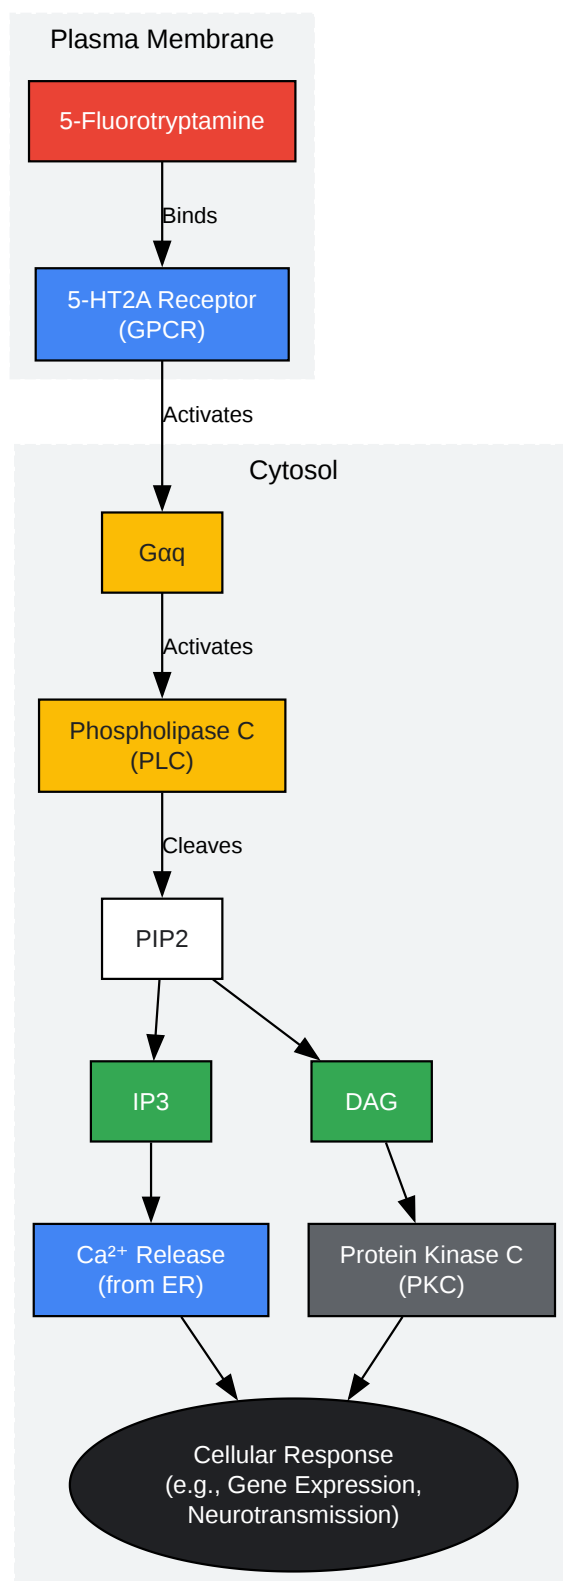 Plasma Membrane
5-Fluorotryptamine
Binds
5-HT2A Receptor
(GPCR)
Activates
Cytosol
Gαq
Activates
Phospholipase C
(PLC)
Cleaves
PIP2
IP3
DAG
Ca²⁺ Release
(from ER)
Protein Kinase C
(PKC)
Cellular Response
(e.g., Gene Expression,
Neurotransmission)